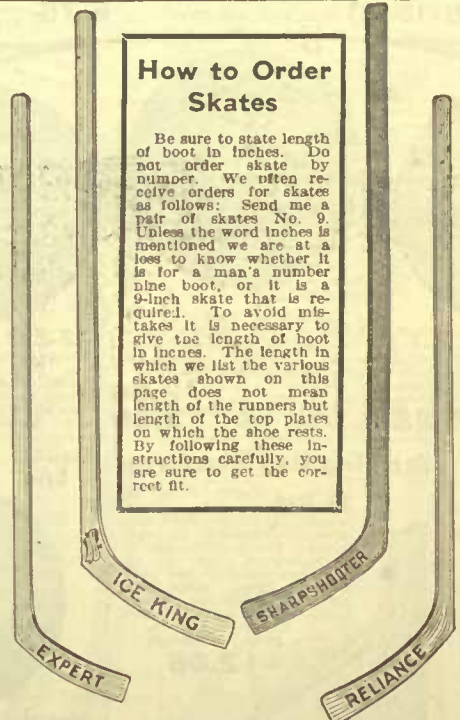 How to Order
Skates
Be sure to state length
of boot in inches. Do
not order skate by
number. We often re-
ceive orders for skates
as follows: Send me a
pair of skates No. 9.
Unless the word inches is
mentioned we are at a
loss to know whether it
is for a man's number
nine boot, or it is a
9-inch skate that is re-
quired. To avoid mis-
takes it is necessary to
give the length of boot
in inches. The length in
which we list the various
skates shown on this
page does not mean
length of the runners but
length of the top plates
on which the shoe rests.
By following these in-
structions carefully, you
are sure to get the cor-
rect fit.
EXPERT
ICE KING
SHARPSHOOTER
RELIANCE